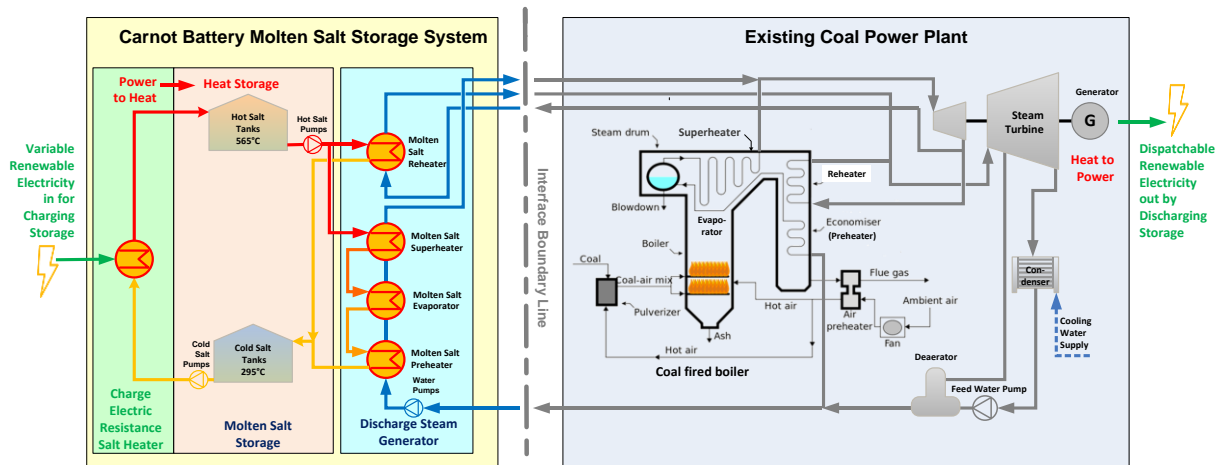 Carnot Battery Molten Salt Storage System
Power
to Heat
Heat Storage
Hot Salt
Tanks
565°C
Hot Salt
Pumps
Molten
Salt
Reheater
Variable
Renewable
Electricity
in for
Charging
Storage
Molten Salt
Superheater
Molten Salt
Evaporator
Molten Salt
Preheater
Cold
Salt
Pumps
Cold Salt
Tanks
295°C
Water
Pumps
Charge
Electric
Resistance
Salt Heater
Molten Salt
Storage
Discharge Steam
Generator
Interface Boundary Line
Existing Coal Power Plant
Steam drum
Superheater
Reheater
Blowdown
Evapo-
rator
Economiser
(Preheater)
Boiler
Coal
Coal-air mix
Pulverizer
Flue gas
Hot air
Ambient air
Air
preheater
Fan
Ash
Hot air
Coal fired boiler
Steam
Turbine
Generator
G
Heat to
Power
Dispatchable
Renewable
Electricity
out by
Discharging
Storage
Con-
denser
Cooling
Water
Supply
Deaerator
Feed Water Pump